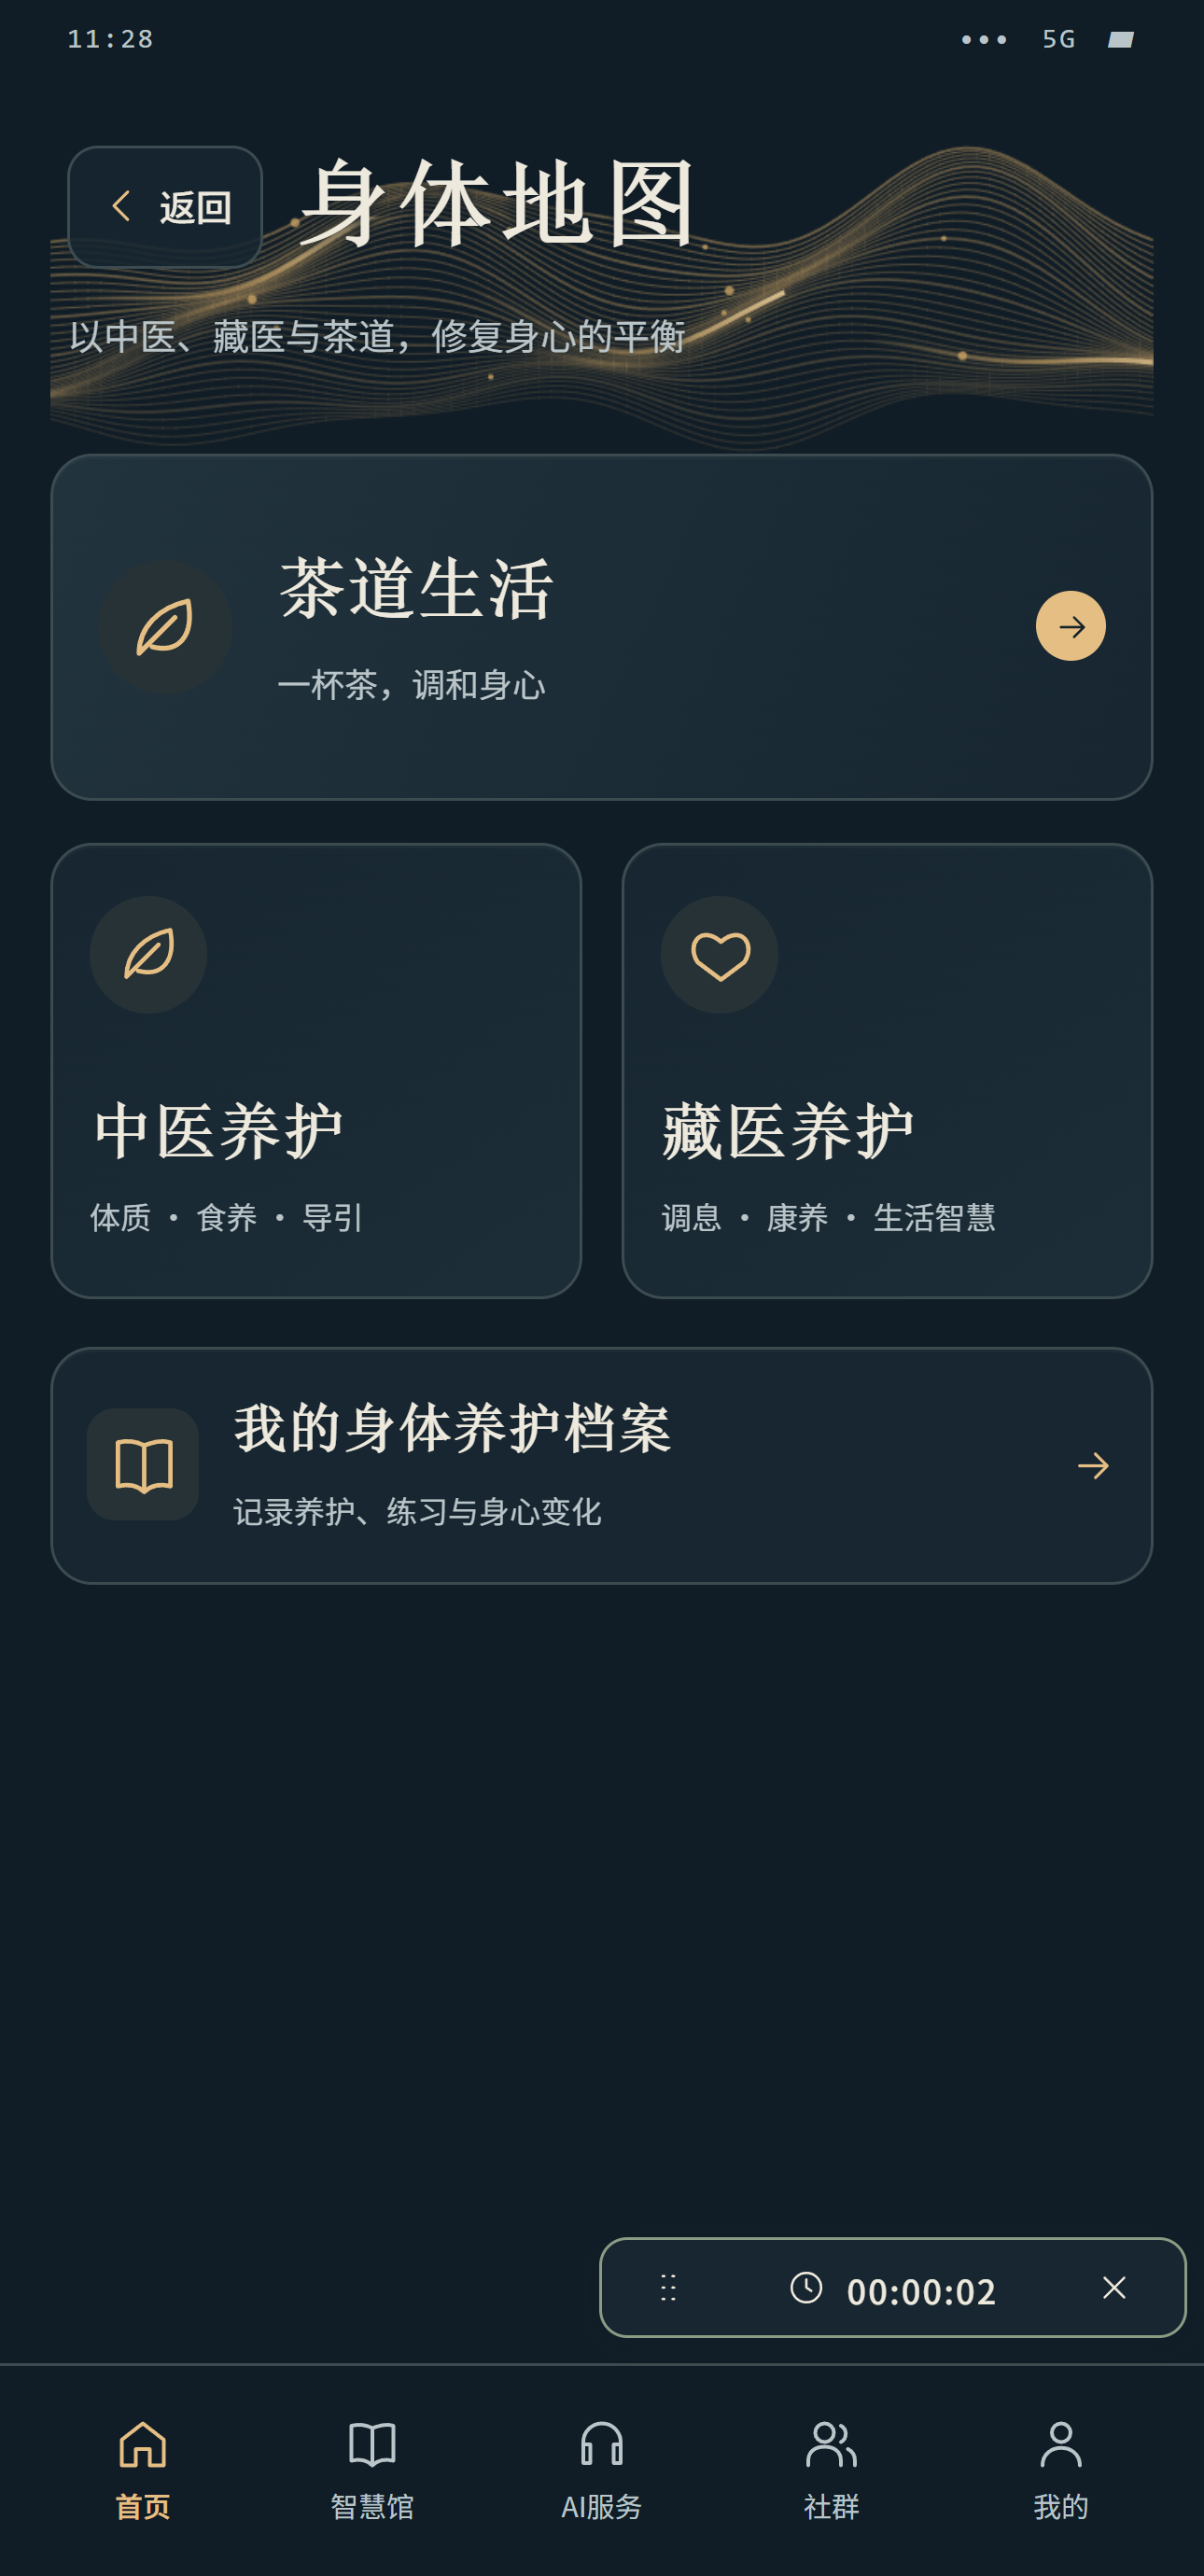 11:28
••• 5G
返回
身体地图
以中医、藏医与茶道，修复身心的平衡
茶道生活
一杯茶，调和身心
中医养护
体质 · 食养 · 导引
藏医养护
调息 · 康养 · 生活智慧
我的身体养护档案
记录养护、练习与身心变化
00:00:02
首页
智慧馆
AI服务
社群
我的